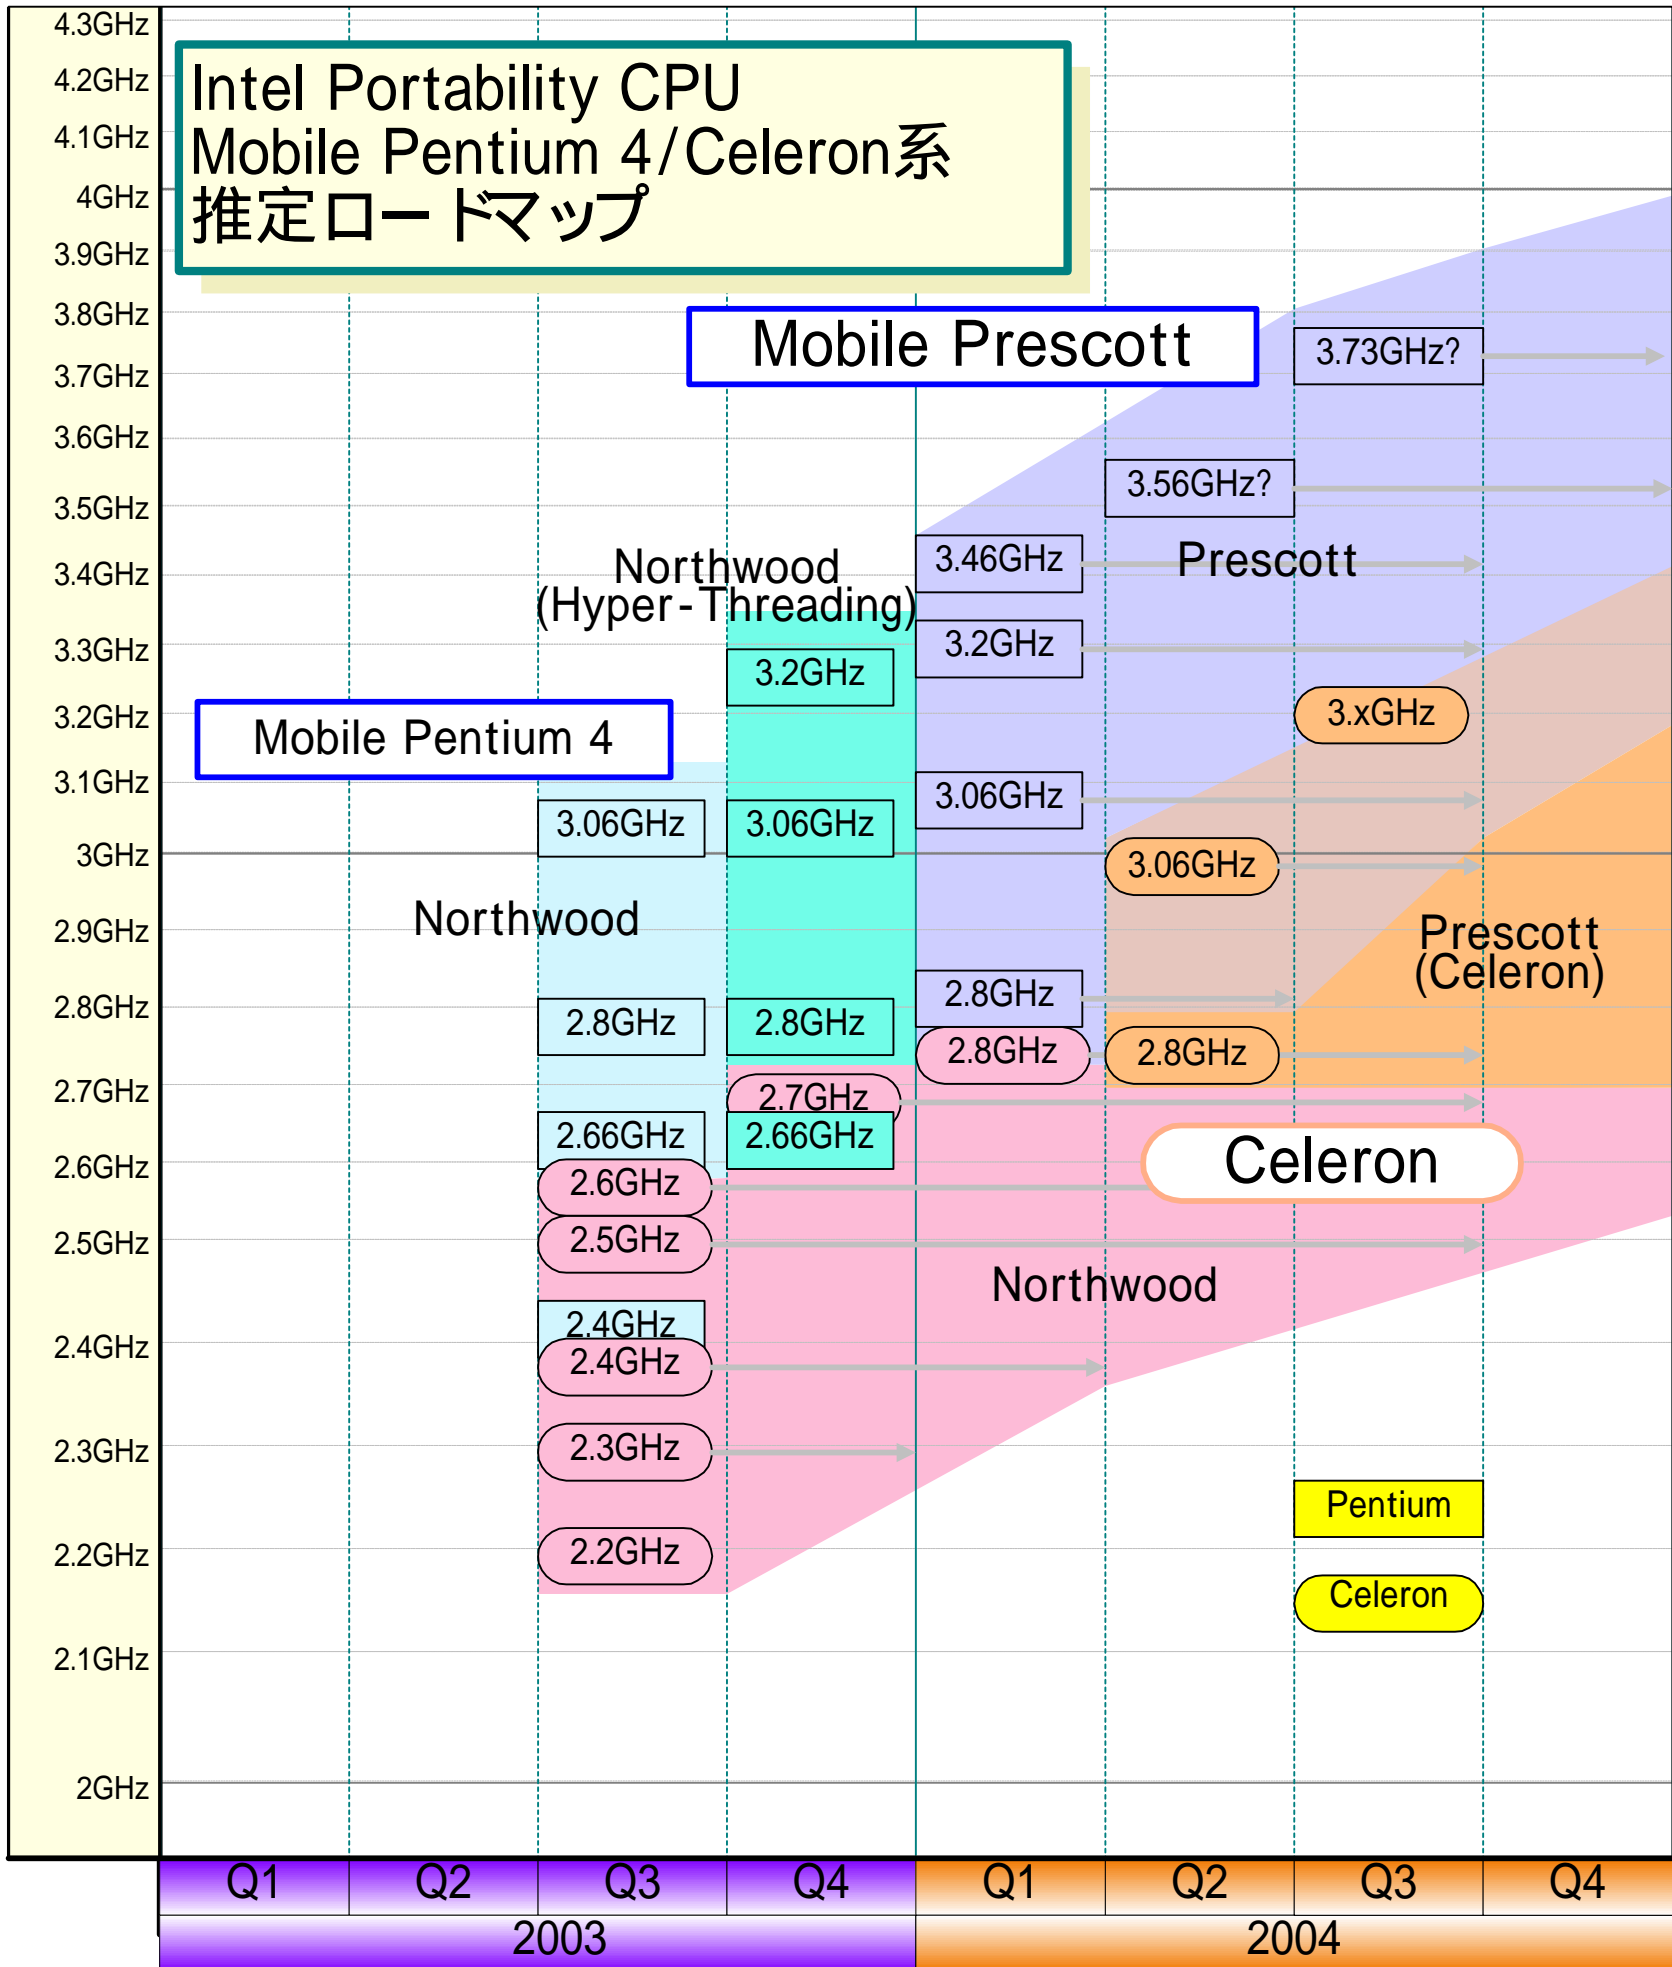 4.3GHz
4.2GHz
4.1GHz
4GHz
3.9GHz
3.8GHz
3.7GHz
3.6GHz
3.5GHz
3.4GHz
3.3GHz
3.2GHz
3.1GHz
3GHz
2.9GHz
2.8GHz
2.7GHz
2.6GHz
2.5GHz
2.4GHz
2.3GHz
2.2GHz
2.1GHz
2GHz
Intel Portability CPU
Mobile Pentium 4/Celeron系
推定ロードマップ
Mobile Prescott
3.73GHz?
3.56GHz?
Northwood
(Hyper-Threading)
3.46GHz
Prescott
3.2GHz
3.2GHz
3.xGHz
Mobile Pentium 4
3.06GHz
3.06GHz
3.06GHz
3.06GHz
Northwood
Prescott
(Celeron)
2.8GHz
2.8GHz
2.8GHz
2.8GHz
2.8GHz
2.7GHz
2.66GHz
2.66GHz
Celeron
2.6GHz
2.5GHz
Northwood
2.4GHz
2.4GHz
2.3GHz
Pentium
2.2GHz
Celeron
Q1 Q2 Q3 Q4 Q1 Q2 Q3 Q4
2003 2004